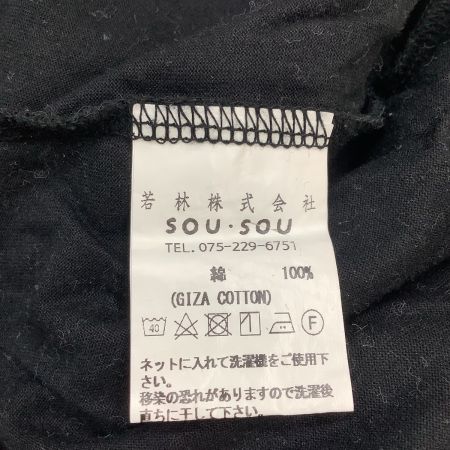 若林株式会社
SOU・SOU
TEL. 075-229-6751
綿 100%
(GIZA COTTON)
40 F
ネットに入れて洗濯機をご使用下
さい。
移染の恐れがありますので洗濯後
直ちに干して下さい。